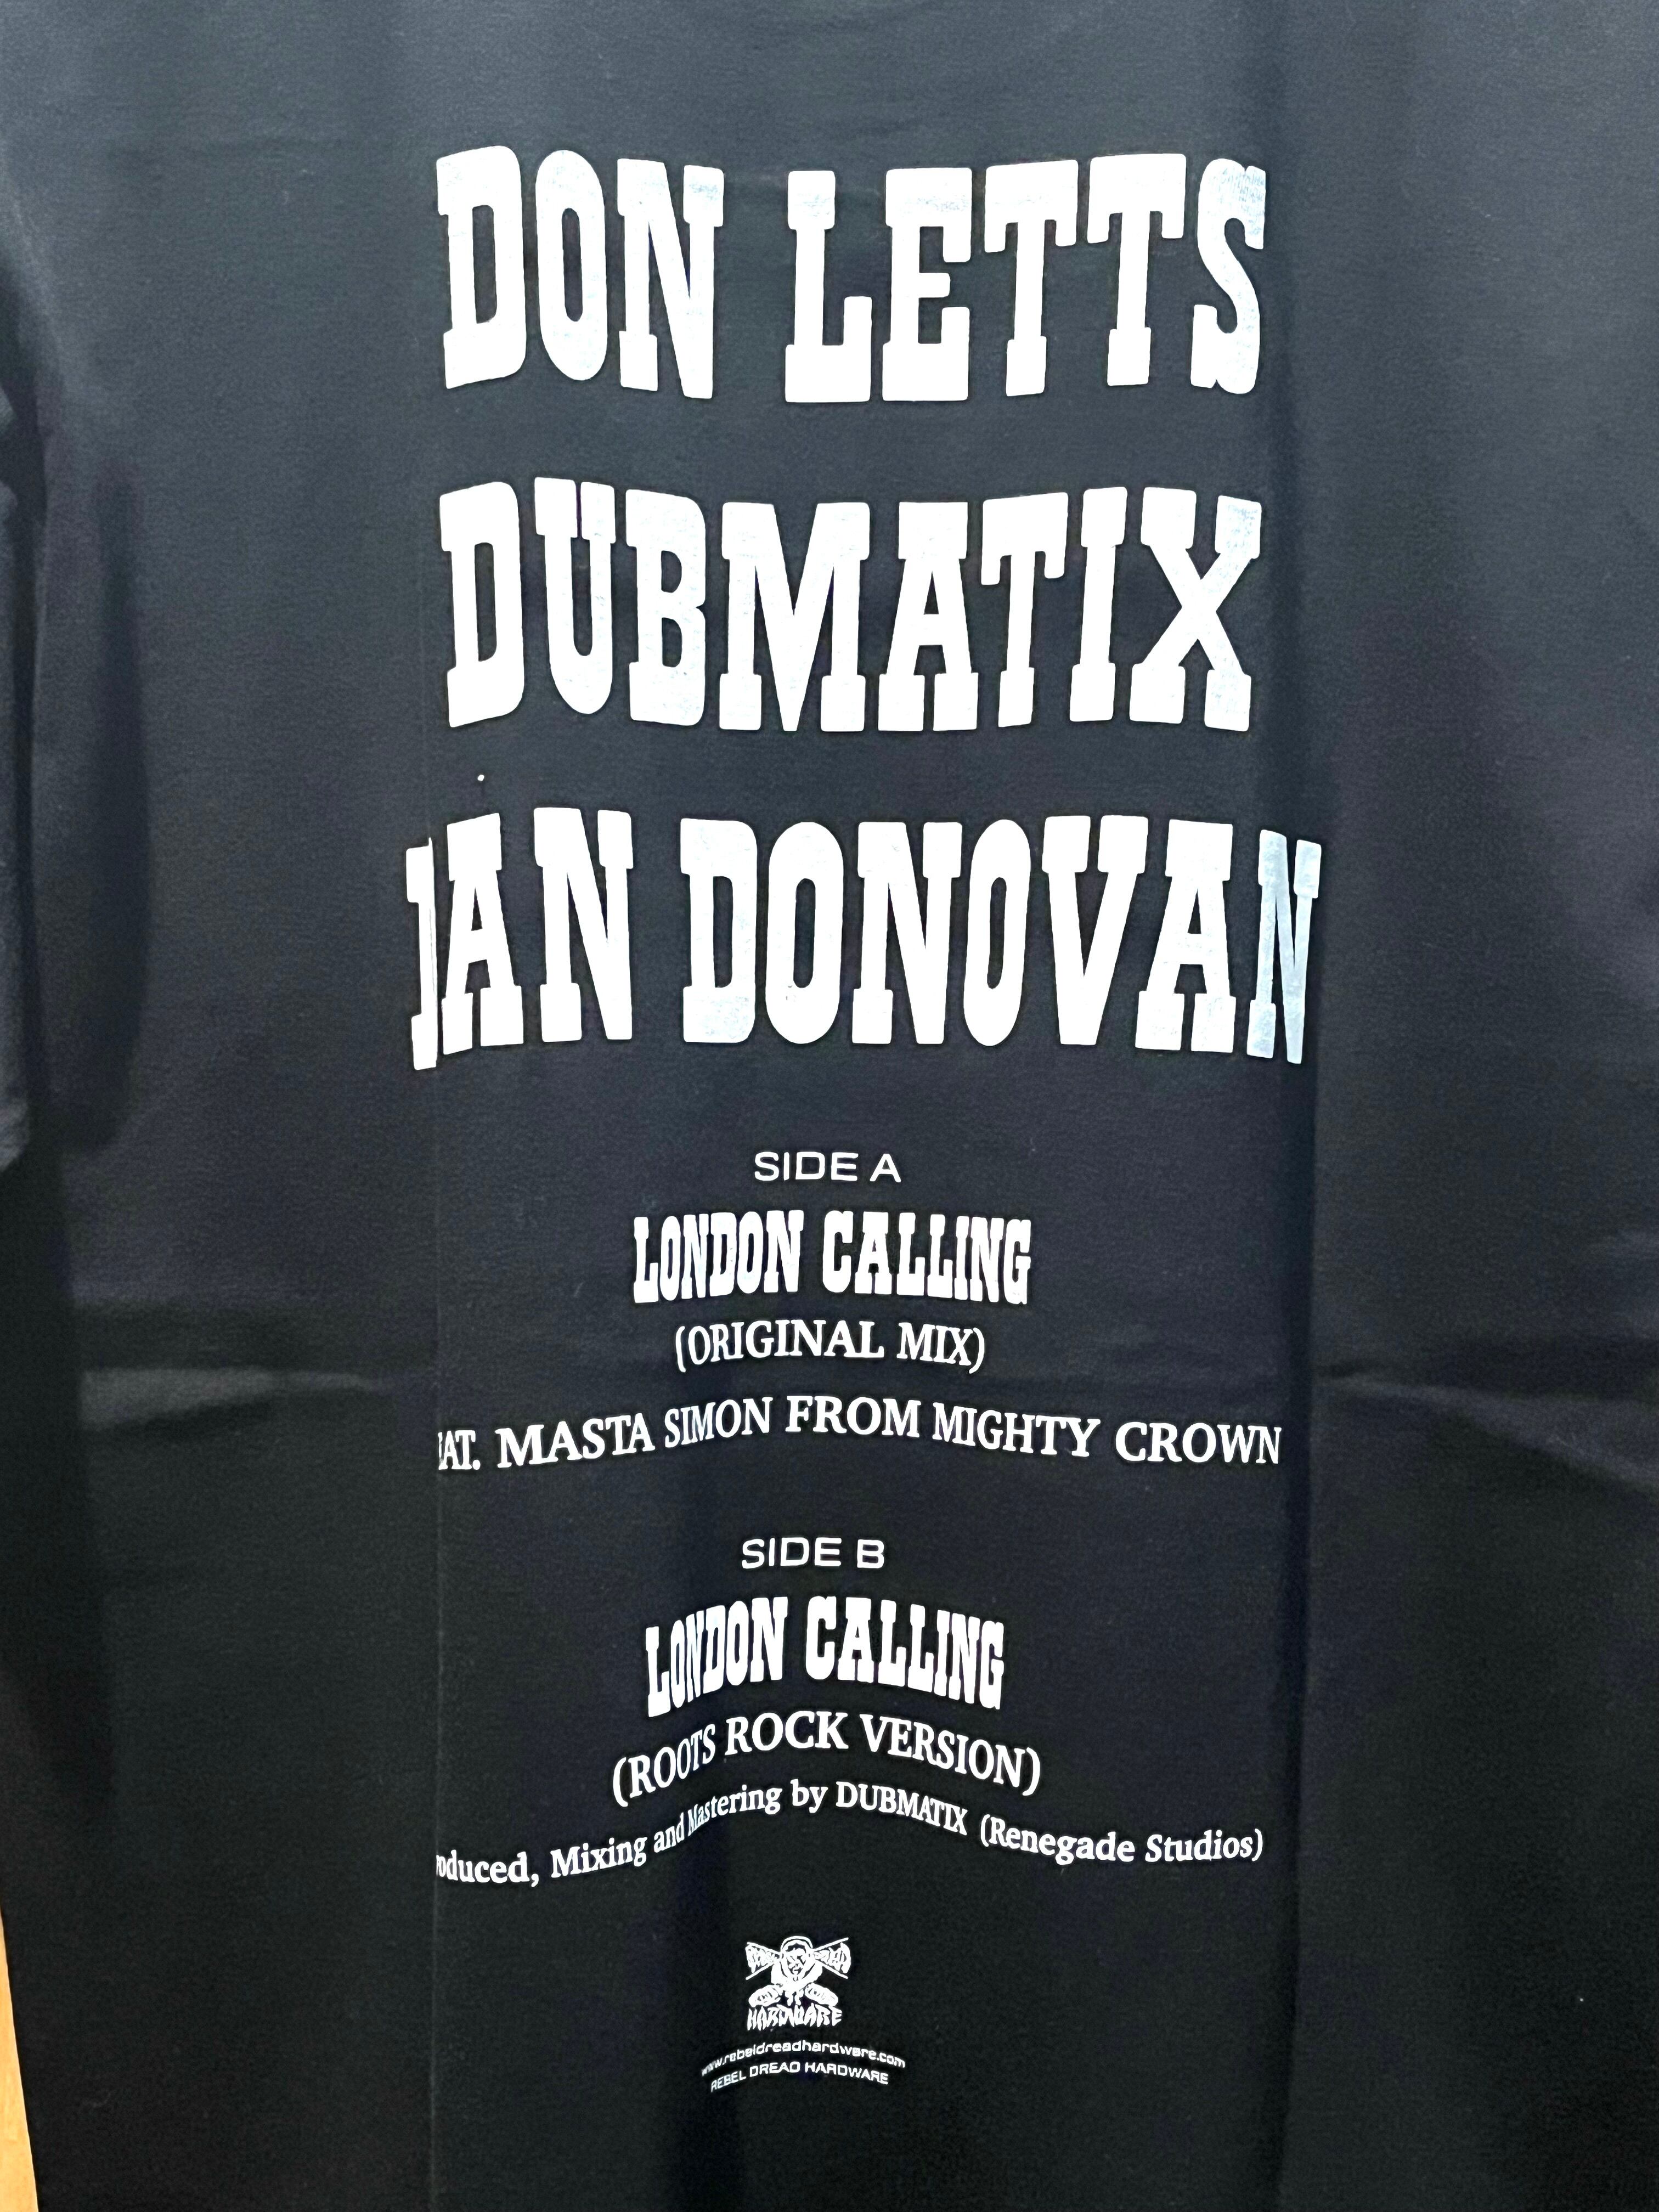 DON LETTS
DUBMATIX
DAN DONOVAN
SIDE A
LONDON CALLING
(ORIGINAL MIX)
MASTA SIMON FROM MIGHTY CROWN
SIDE B
LONDON CALLING
(ROOTS ROCK VERSION)
Mixing and Mastering by DUBMATIX (Renegade Studios)
HARDWARE
www.rebeldreadhardware.com
REBEL DREAD HARDWARE